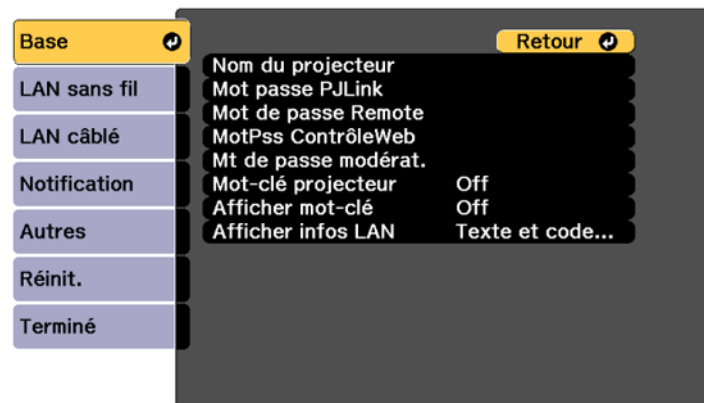 Base
LAN sans fil
LAN câblé
Notification
Autres
Réinit.
Terminé
Retour
Nom du projecteur
Mot passe PJLink
Mot de passe Remote
MotPss ContrôleWeb
Mt de passe modérat.
Mot-clé projecteur Off
Afficher mot-clé Off
Afficher infos LAN Texte et code...